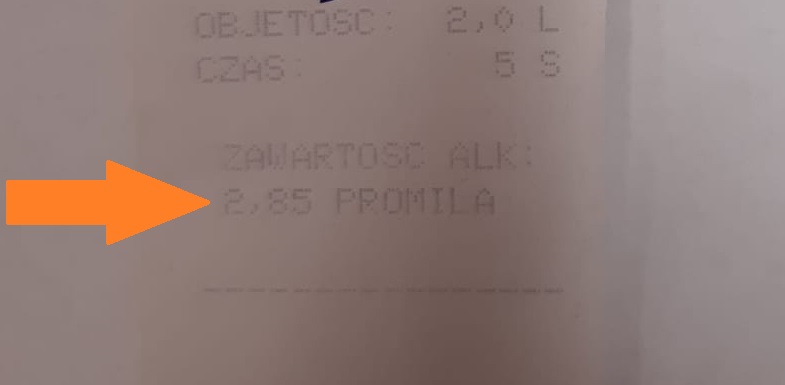 OBJETOSC: 2,0 L
CZAS: 5 S
ZAWARTOSC ALK:
2,85 PROMILA